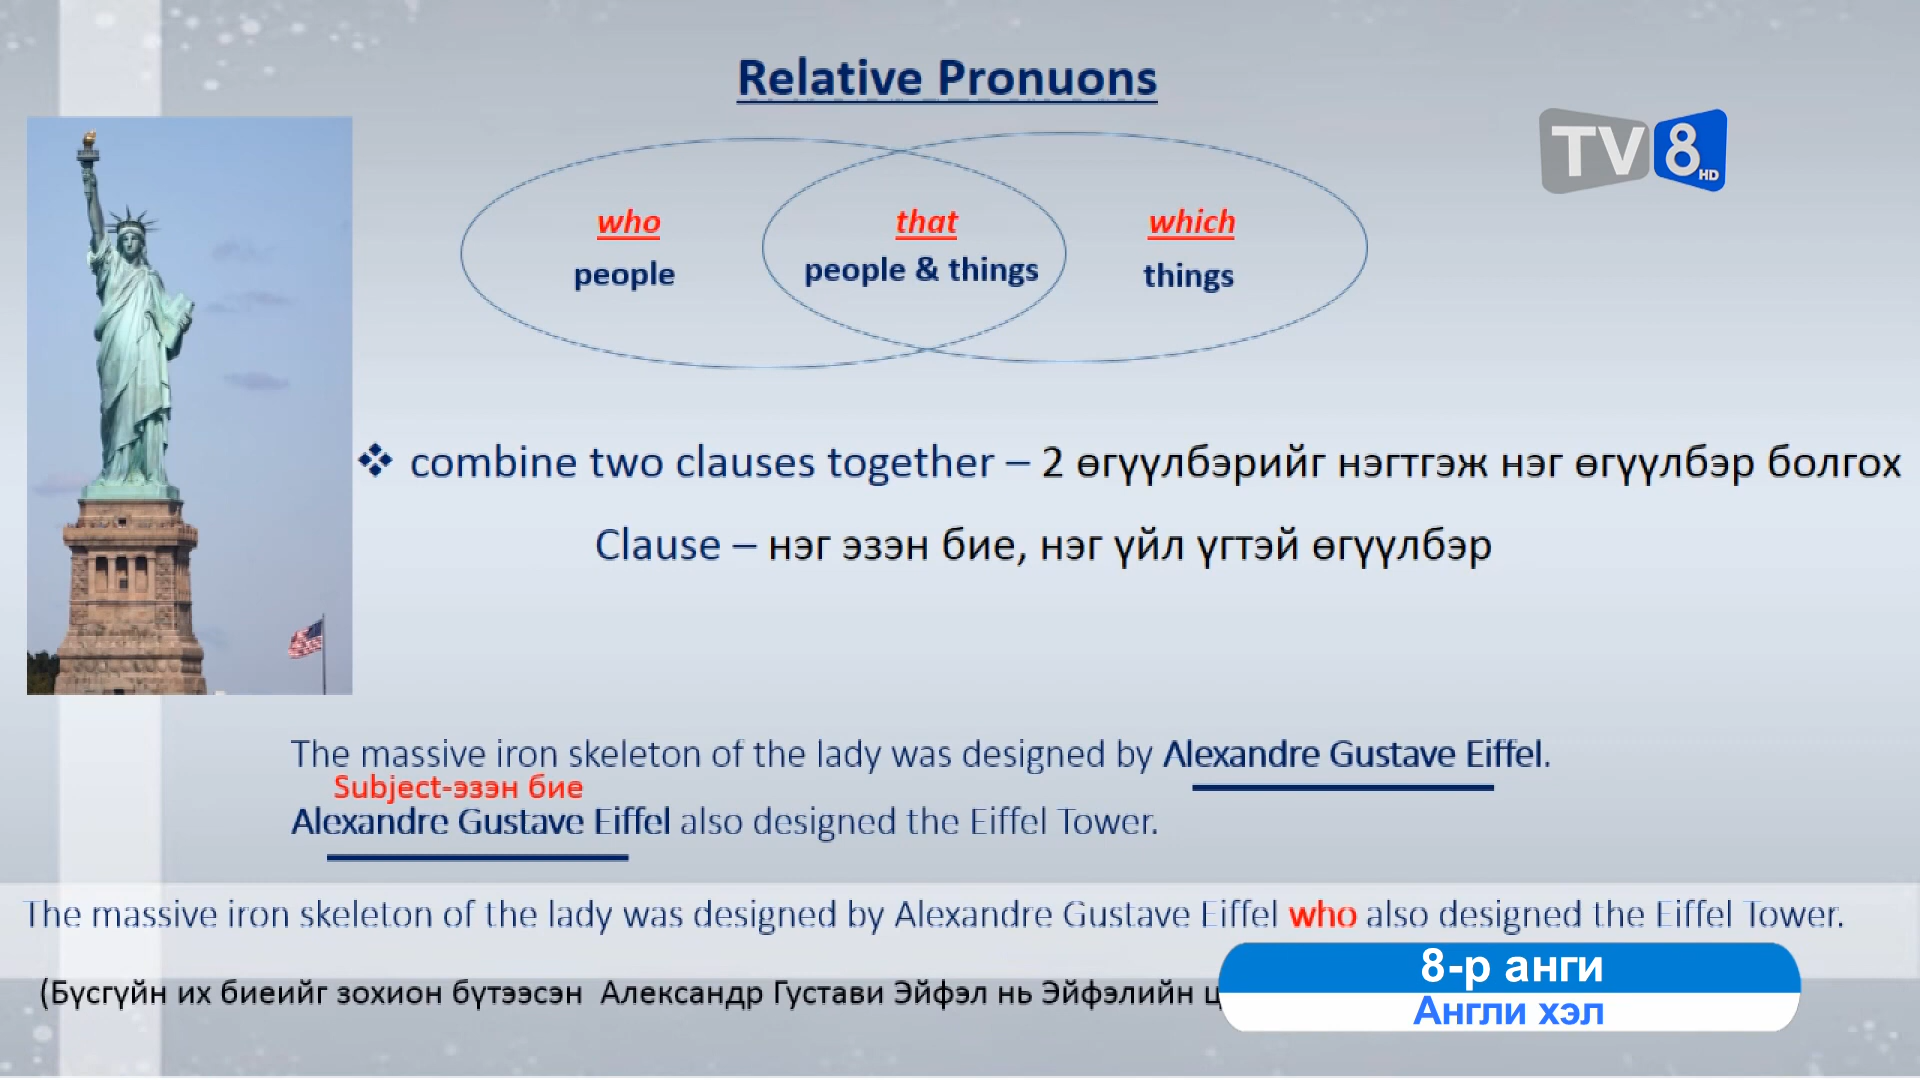 Relative Pronuons
TV8 HD
who that which
people people & things things
❖ combine two clauses together – 2 өгүүлбэрийг нэгтгэж нэг өгүүлбэр болгох
Clause – нэг эзэн бие, нэг үйл үгтэй өгүүлбэр
The massive iron skeleton of the lady was designed by Alexandre Gustave Eiffel.
Subject-эзэн бие
Alexandre Gustave Eiffel also designed the Eiffel Tower.
The massive iron skeleton of the lady was designed by Alexandre Gustave Eiffel who also designed the Eiffel Tower.
(Бүсгүйн их биеийг зохион бүтээсэн Александр Густави Эйфэл нь Эйфэлийн
8-р анги
Англи хэл